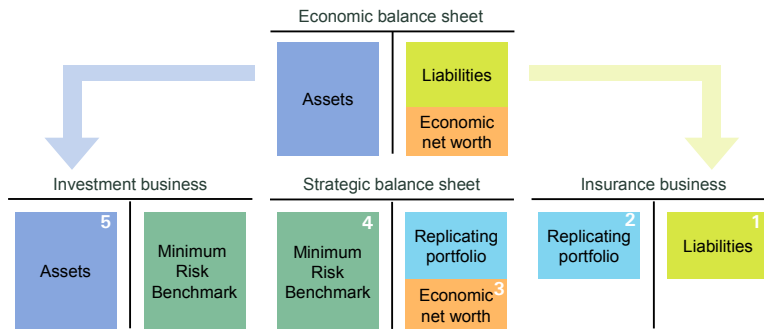 Economic balance sheet
Assets
Liabilities
Economic
net worth
Investment business
Strategic balance sheet
Insurance business
5
Assets
Minimum
Risk
Benchmark
4
Minimum
Risk
Benchmark
Replicating
portfolio
3
Economic
net worth
2
Replicating
portfolio
1
Liabilities